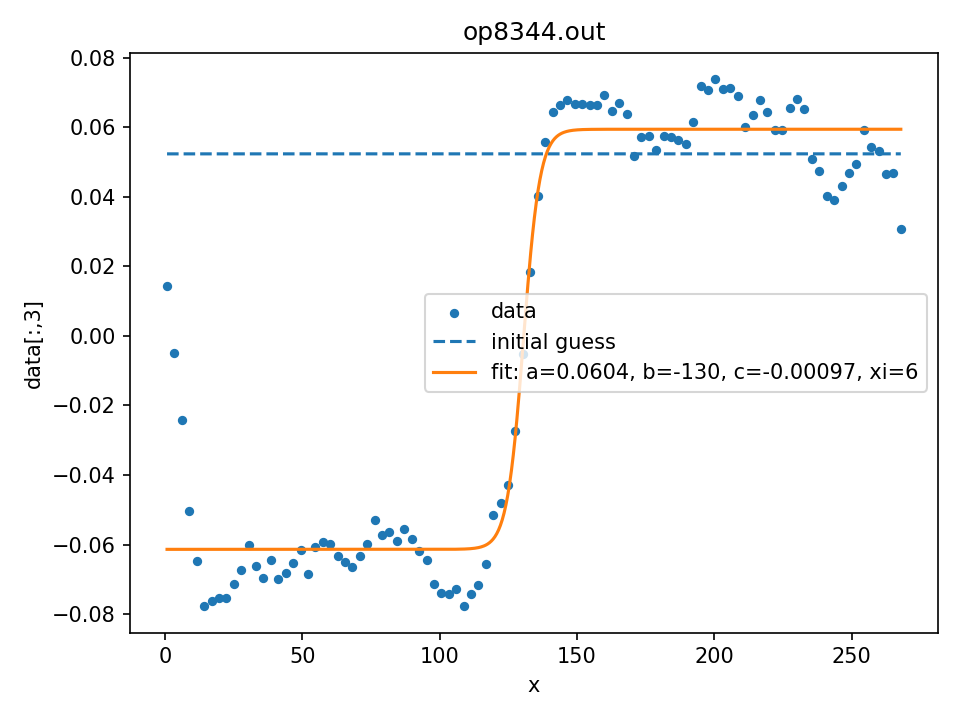 op8344.out
0.08
0.06
0.04
0.02
0.00
−0.02
−0.04
−0.06
−0.08
data[:,3]
data
initial guess
fit: a=0.0604, b=-130, c=-0.00097, xi=6
0 50 100 150 200 250
x